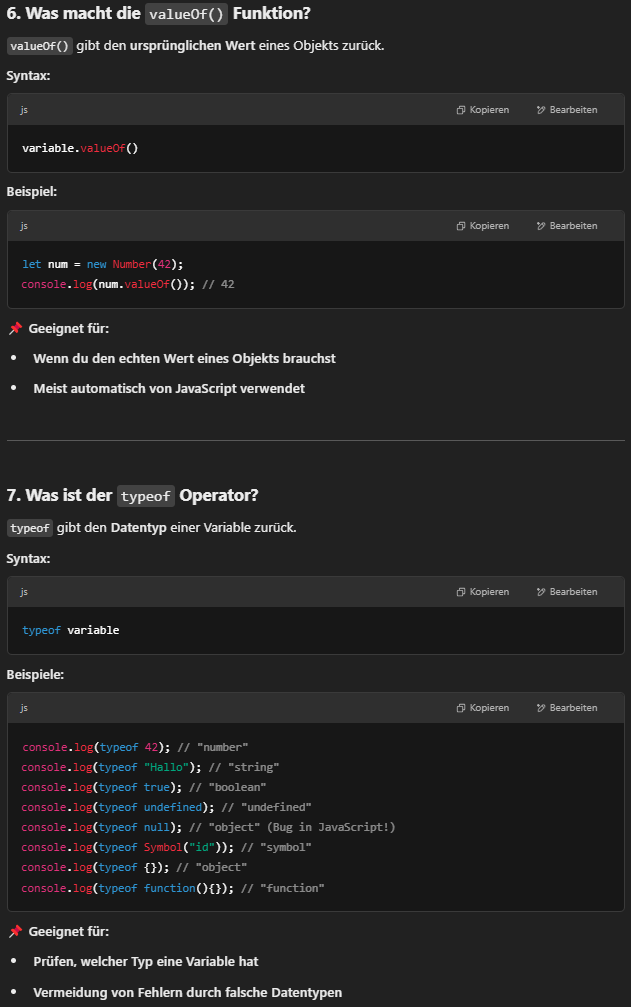 6. Was macht die valueOf() Funktion?
valueOf() gibt den ursprünglichen Wert eines Objekts zurück.
Syntax:
js Kopieren Bearbeiten
variable.valueOf()
Beispiel:
js Kopieren Bearbeiten
let num = new Number(42);
console.log(num.valueOf()); // 42
📌 Geeignet für:
• Wenn du den echten Wert eines Objekts brauchst
• Meist automatisch von JavaScript verwendet
7. Was ist der typeof Operator?
typeof gibt den Datentyp einer Variable zurück.
Syntax:
js Kopieren Bearbeiten
typeof variable
Beispiele:
js Kopieren Bearbeiten
console.log(typeof 42); // "number"
console.log(typeof "Hallo"); // "string"
console.log(typeof true); // "boolean"
console.log(typeof undefined); // "undefined"
console.log(typeof null); // "object" (Bug in JavaScript!)
console.log(typeof Symbol("id")); // "symbol"
console.log(typeof {}); // "object"
console.log(typeof function(){}); // "function"
📌 Geeignet für:
• Prüfen, welcher Typ eine Variable hat
• Vermeidung von Fehlern durch falsche Datentypen